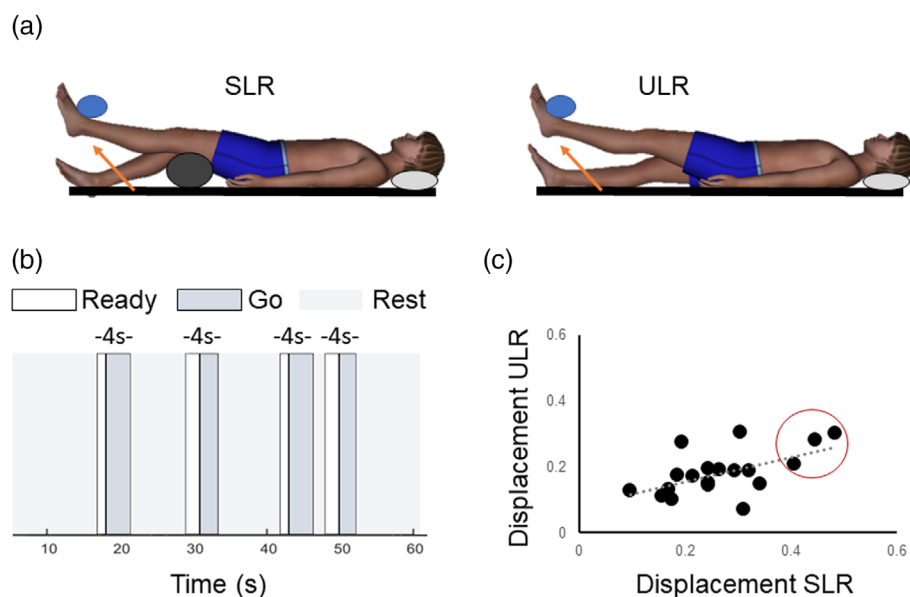 (a)
SLR
ULR
(b)
Ready
Go
Rest
-4s-
-4s-
-4s-
-4s-
10
20
30
40
50
60
Time (s)
(c)
Displacement ULR
0.6
0.4
0.2
0
0
0.2
0.4
0.6
Displacement SLR